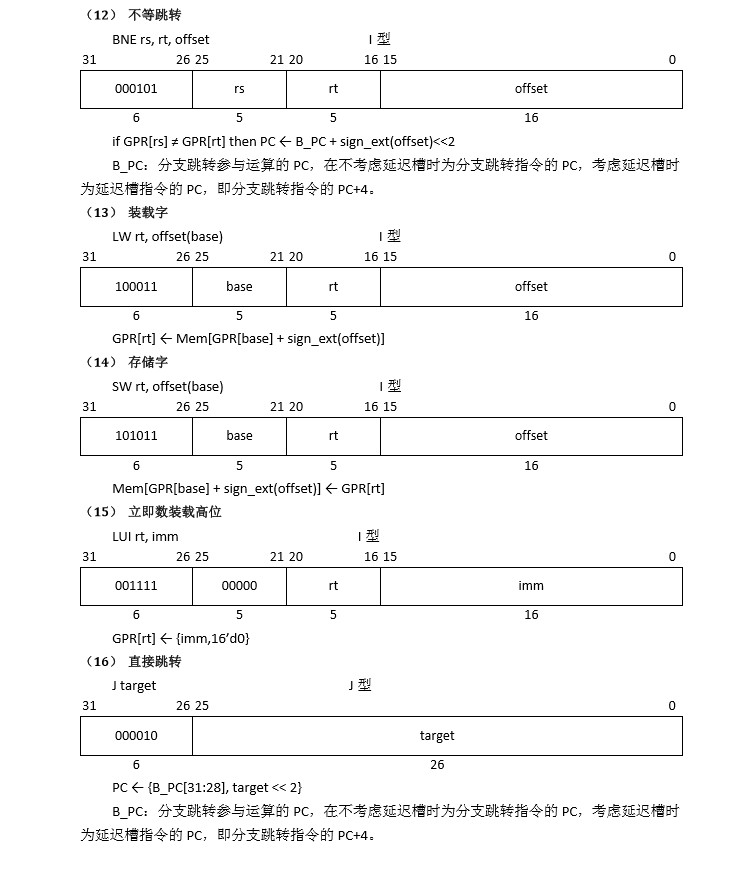 （12） 不等跳转
BNE rs, rt, offset I 型
31 26 25 21 20 16 15 0
000101 rs rt offset
6 5 5 16
if GPR[rs] ≠ GPR[rt] then PC ← B_PC + sign_ext(offset)<<2
B_PC：分支跳转参与运算的 PC，在不考虑延迟槽时为分支跳转指令的 PC，考虑延迟槽时
为延迟槽指令的 PC，即分支跳转指令的 PC+4。
（13） 装载字
LW rt, offset(base) I 型
31 26 25 21 20 16 15 0
100011 base rt offset
6 5 5 16
GPR[rt] ← Mem[GPR[base] + sign_ext(offset)]
（14） 存储字
SW rt, offset(base) I 型
31 26 25 21 20 16 15 0
101011 base rt offset
6 5 5 16
Mem[GPR[base] + sign_ext(offset)] ← GPR[rt]
（15） 立即数装载高位
LUI rt, imm I 型
31 26 25 21 20 16 15 0
001111 00000 rt imm
6 5 5 16
GPR[rt] ← {imm,16’d0}
（16） 直接跳转
J target J 型
31 26 25 0
000010 target
6 26
PC ← {B_PC[31:28], target << 2}
B_PC：分支跳转参与运算的 PC，在不考虑延迟槽时为分支跳转指令的 PC，考虑延迟槽时
为延迟槽指令的 PC，即分支跳转指令的 PC+4。